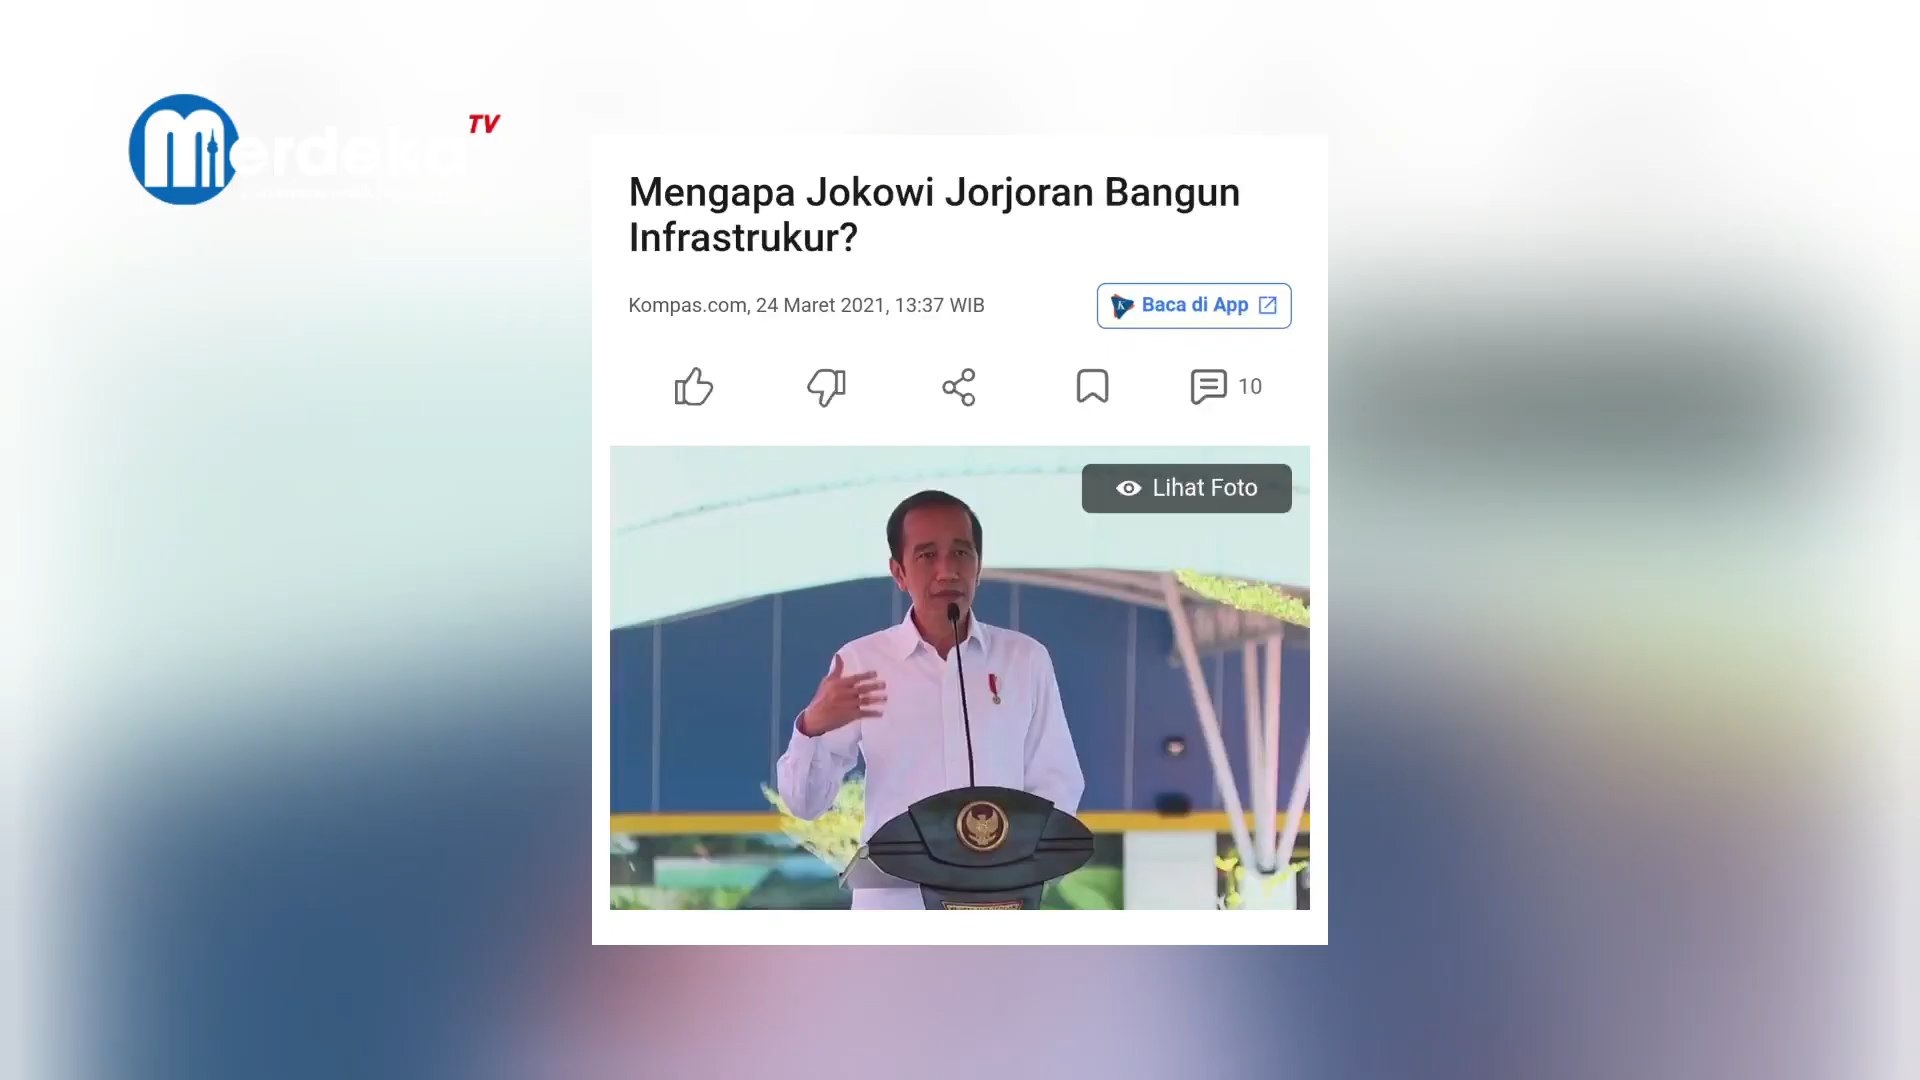 Merdeka TV
Mengapa Jokowi Jorjoran Bangun
Infrastrukur?
Kompas.com, 24 Maret 2021, 13:37 WIB
Baca di App
10
Lihat Foto